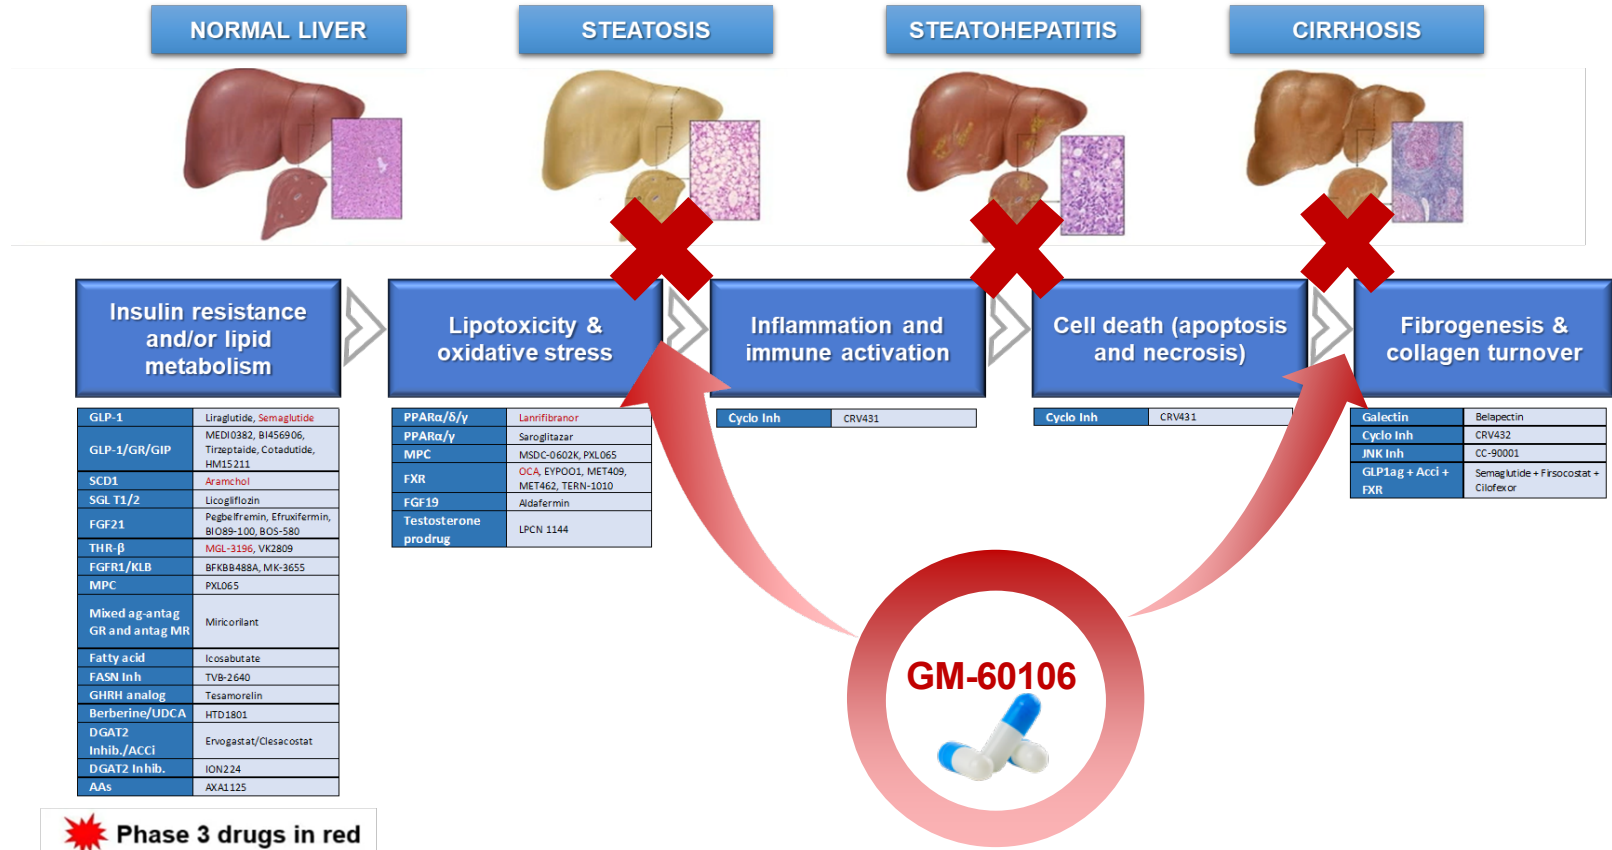 NORMAL LIVER
STEATOSIS
STEATOHEPATITIS
CIRRHOSIS
Insulin resistance
and/or lipid
metabolism
Lipotoxicity &
oxidative stress
Inflammation and
immune activation
Cell death (apoptosis
and necrosis)
Fibrogenesis &
collagen turnover
GLP-1
Liraglutide, Semaglutide
GLP-1/GR/GIP
MEDI0382, BI456906,
Tirzeptaide, Cotadutide,
HM15211
SCD1
Aramchol
SGL T1/2
Licogliflozin
FGF21
Pegbelfremin, Efruxifermin,
BIO89-100, BOS-580
THR-β
MGL-3196, VK2809
FGFR1/KLB
BFKBB488A, MK-3655
MPC
PXL065
Mixed ag-antag
GR and antag MR
Miricorilant
Fatty acid
Icosabutate
FASN Inh
TVB-2640
GHRH analog
Tesamorelin
Berberine/UDCA
HTD1801
DGAT2
Inhib./ACCi
Ervogastat/Clesacostat
DGAT2 Inhib.
ION224
AAs
AXA1125
PPARα/δ/γ
Lanrifibranor
PPARα/γ
Saroglitazar
MPC
MSDC-0602K, PXL065
FXR
OCA, EYPOO1, MET409,
MET462, TERN-1010
FGF19
Aldafermin
Testosterone
prodrug
LPCN 1144
Cyclo Inh
CRV431
Cyclo Inh
CRV431
Galectin
Belapectin
Cyclo Inh
CRV432
JNK Inh
CC-90001
GLP1ag + Acci +
FXR
Semaglutide + Firsocostat +
Cilofexor
GM-60106
Phase 3 drugs in red